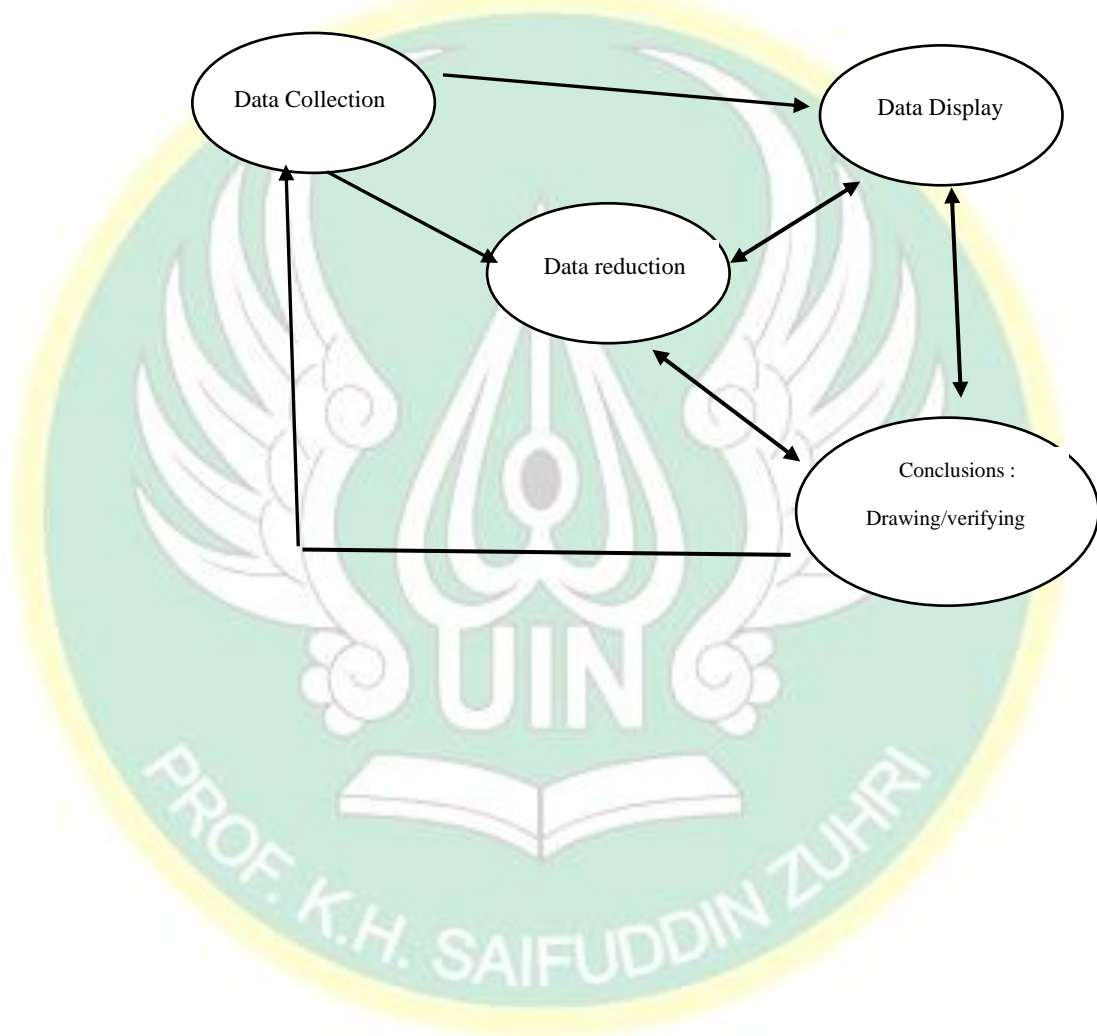 Data Collection
Data Display
Data reduction
Conclusions :
Drawing/verifying
UIN
PROF. K.H. SAIFUDDIN ZUHRI